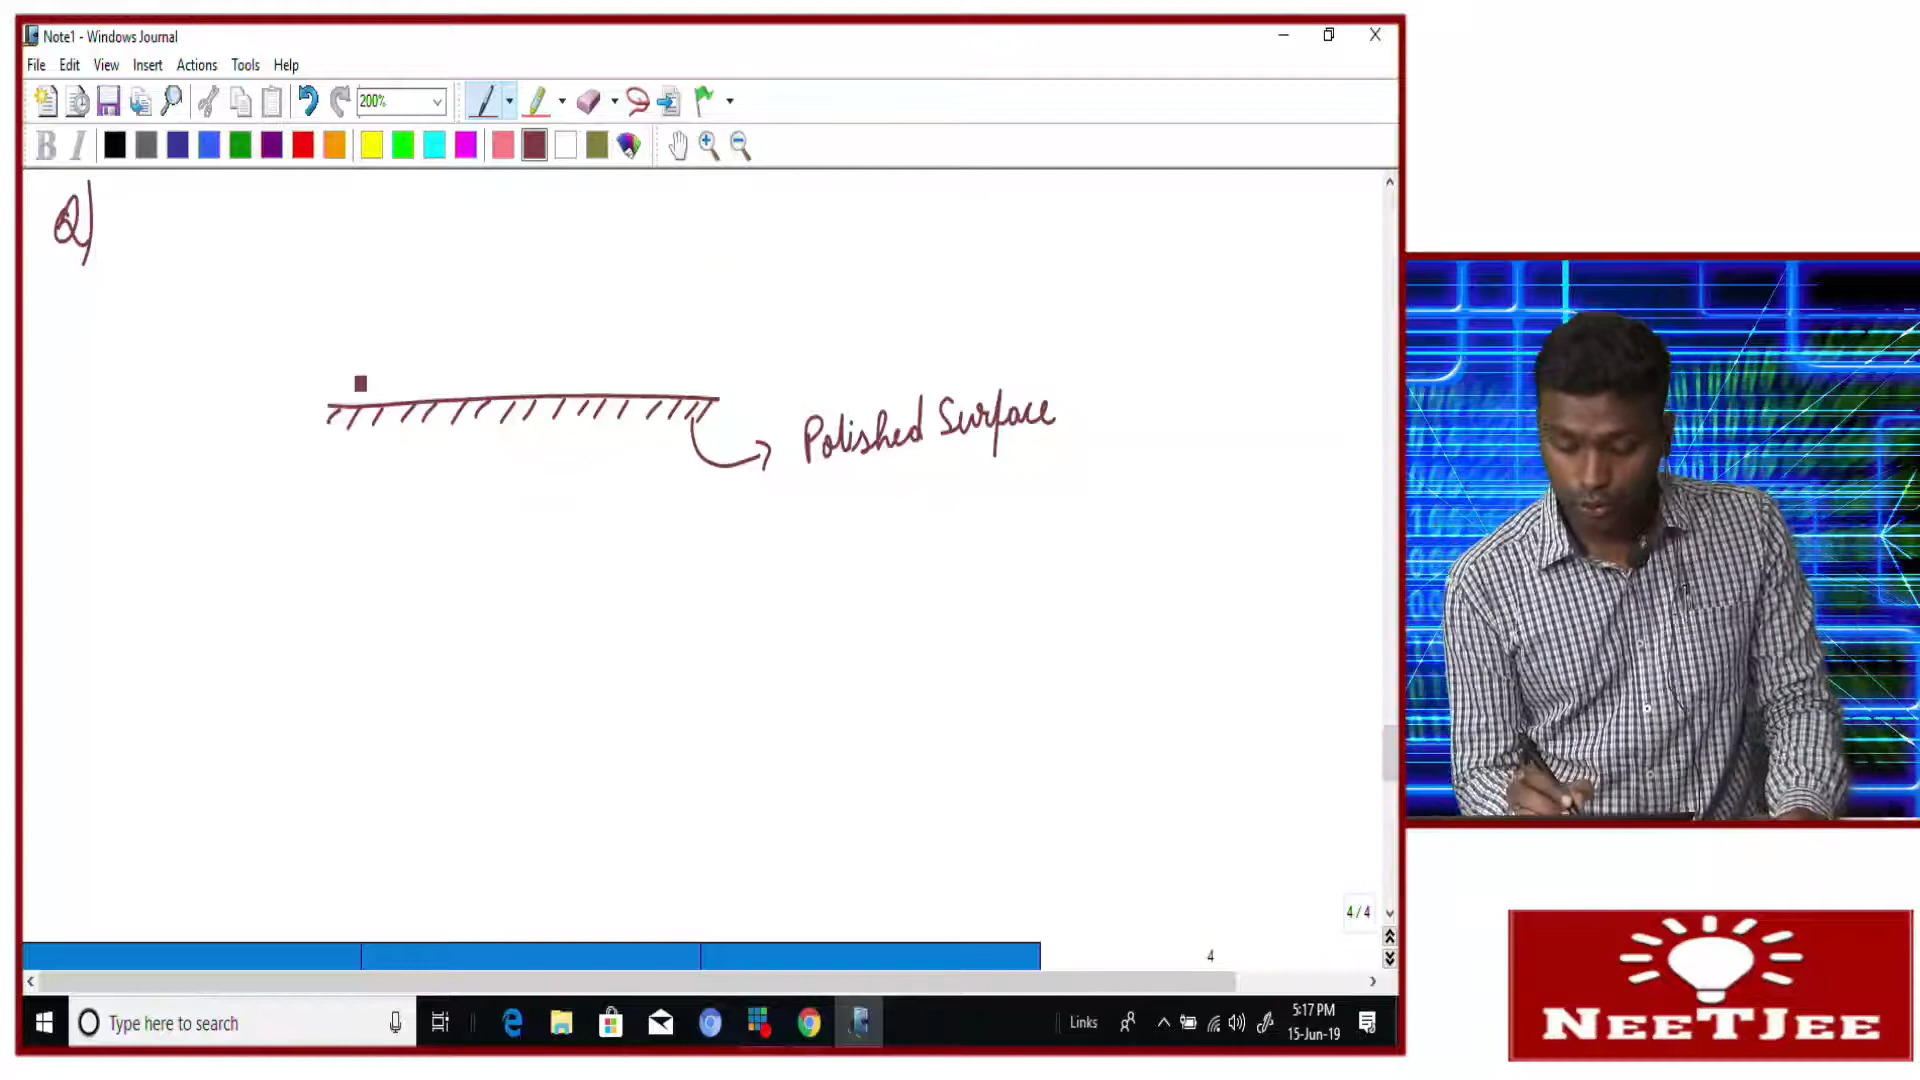 Note1 - Windows Journal
File Edit View Insert Actions Tools Help
200%
B I
Q)
Polished Surface
4 / 4
4
Type here to search
Links
5:17 PM
15-Jun-19
NEETJEE